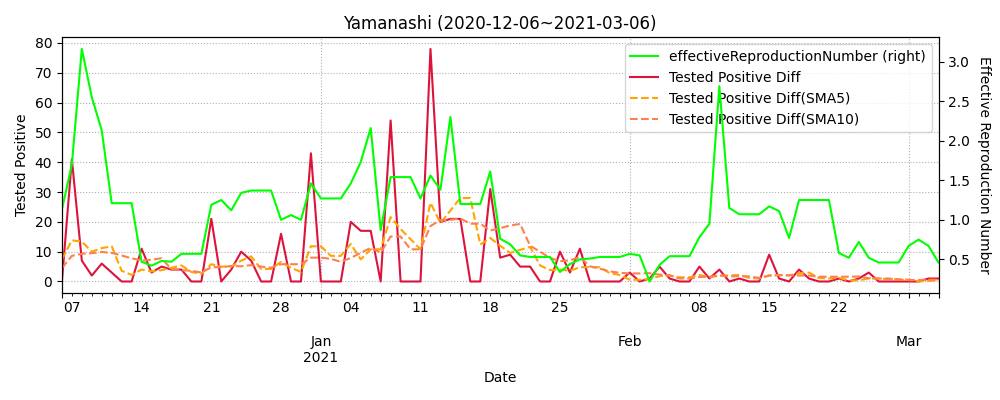 Yamanashi (2020-12-06~2021-03-06)
effectiveReproductionNumber (right)
Tested Positive Diff
Tested Positive Diff(SMA5)
Tested Positive Diff(SMA10)
Tested Positive
80
70
60
50
40
30
20
10
0
3.0
2.5
2.0
1.5
1.0
0.5
Effective Reproduction Number
07 14 21 28 04 11 18 25 08 15 22
Jan Feb Mar
2021
Date